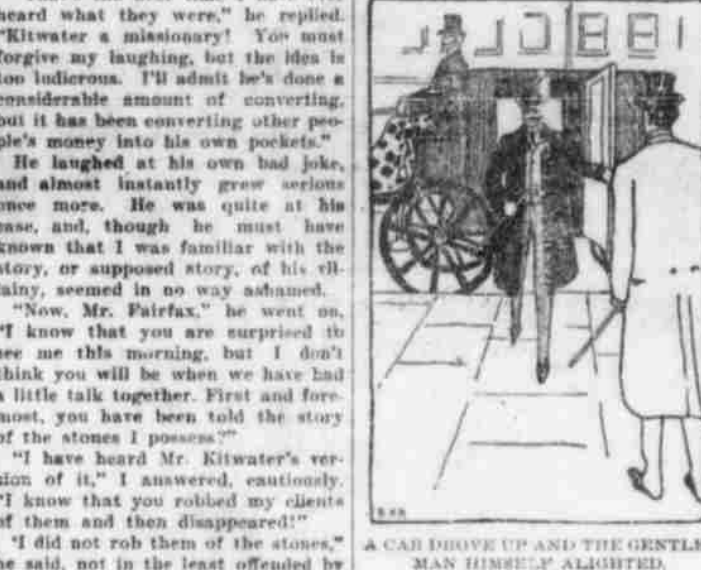 heard what they were," he replied.
"Kitwater a missionary! You must
forgive my laughing, but the idea is
too ludicrous. I'll admit he's done a
considerable amount of converting,
but it has been converting other peo-
ple's money into his own pockets."
He laughed at his own bad joke,
and almost instantly grew serious
once more. He was quite at his
ease, and, though he must have
known that I was familiar with the
story, or supposed story, of his vil-
lainy, seemed in no way ashamed.
"Now, Mr. Fairfax," he went on,
"I know that you are surprised to
see me this morning, but I don't
think you will be when we have had
a little talk together. First and fore-
most, you have been told the story
of the stones I possess?"
"I have heard Mr. Kitwater's ver-
sion of it," I answered, cautiously.
"I know that you robbed my clients
of them and then disappeared!"
"I did not rob them of the stones,"
he said, not in the least offended by
A CAB DROVE UP AND THE GENTLE
MAN HIMSELF ALIGHTED.